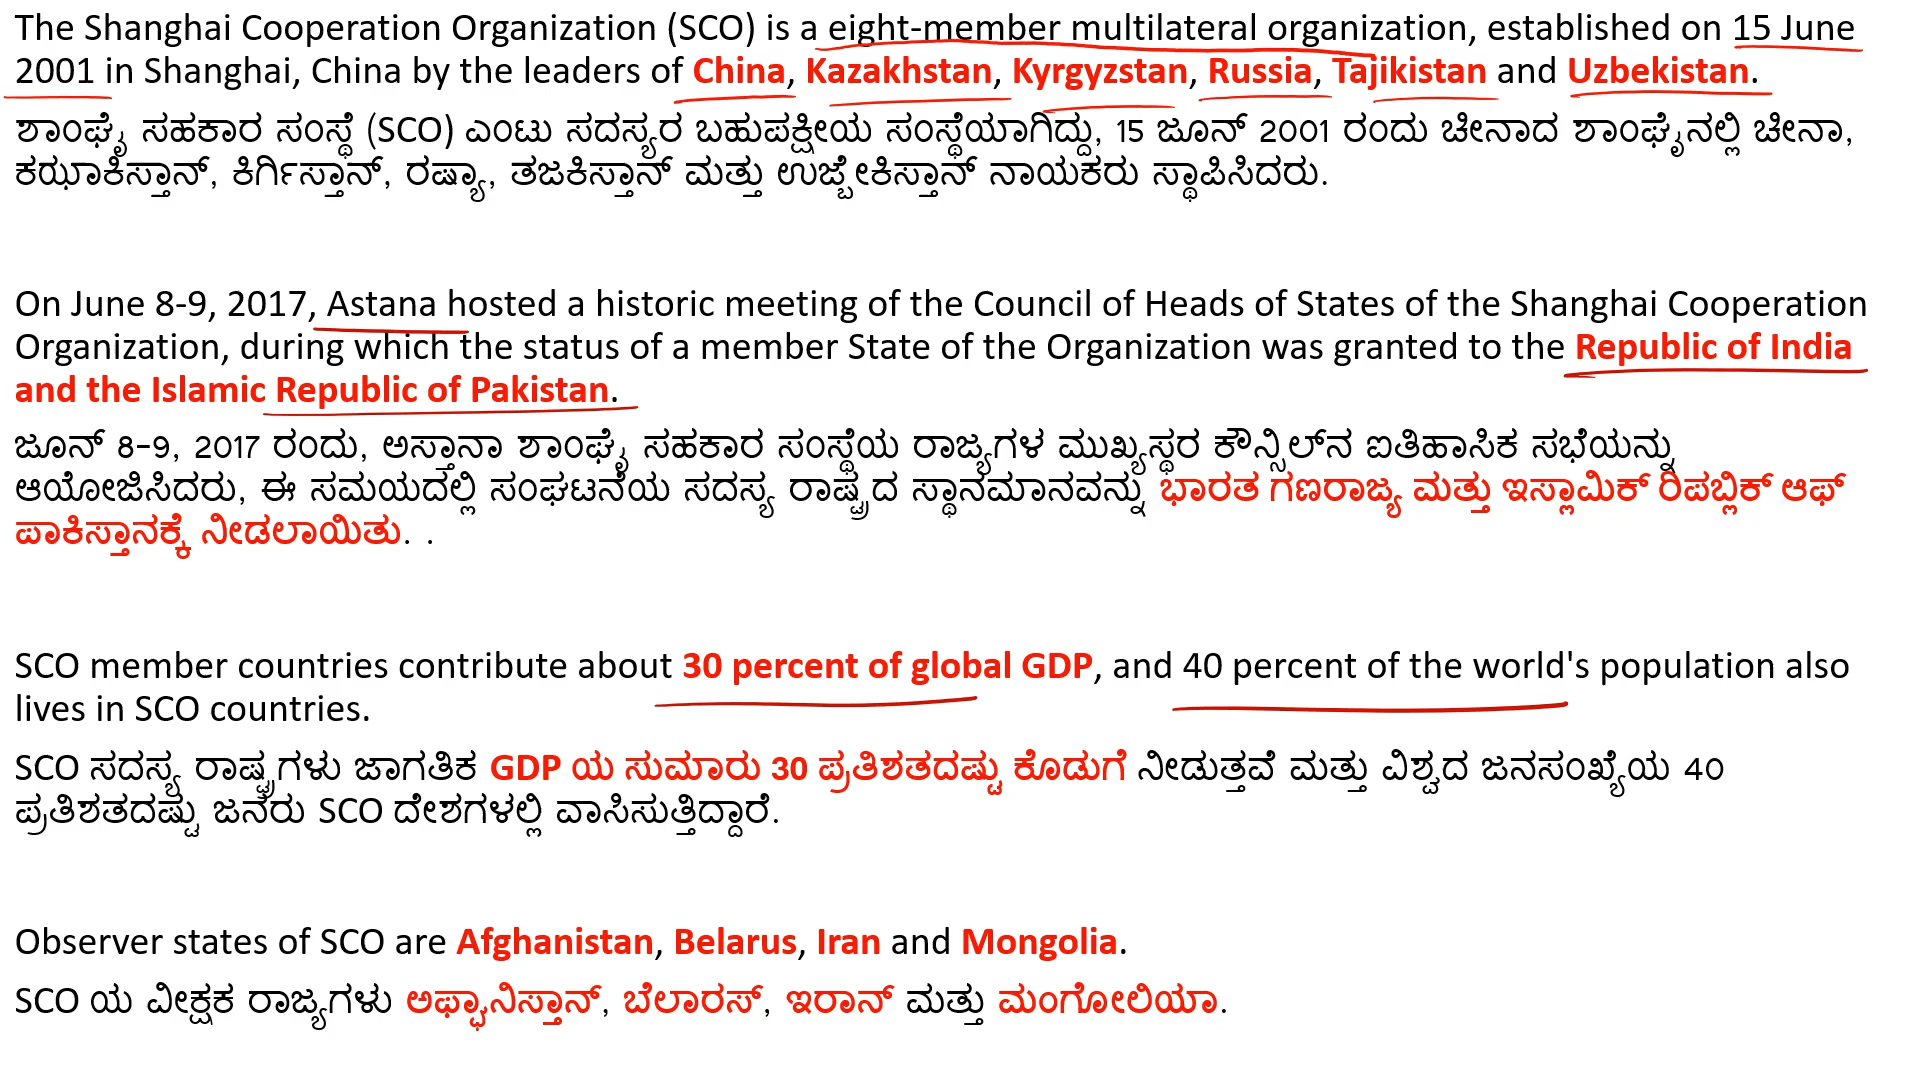 The Shanghai Cooperation Organization (SCO) is a eight-member multilateral organization, established on 15 June
2001 in Shanghai, China by the leaders of China, Kazakhstan, Kyrgyzstan, Russia, Tajikistan and Uzbekistan.
ಶಾಂಘೈ ಸಹಕಾರ ಸಂಸ್ಥೆ (SCO) ಎಂಟು ಸದಸ್ಯರ ಬಹುಪಕ್ಷೀಯ ಸಂಸ್ಥೆಯಾಗಿದ್ದು, 15 ಜೂನ್ 2001 ರಂದು ಚೀನಾದ ಶಾಂಘೈನಲ್ಲಿ ಚೀನಾ,
ಕಝಾಕಿಸ್ತಾನ್, ಕಿರ್ಗಿಸ್ತಾನ್, ರಷ್ಯಾ, ತಜಕಿಸ್ತಾನ್ ಮತ್ತು ಉಜ್ಬೇಕಿಸ್ತಾನ್ ನಾಯಕರು ಸ್ಥಾಪಿಸಿದರು.
On June 8-9, 2017, Astana hosted a historic meeting of the Council of Heads of States of the Shanghai Cooperation
Organization, during which the status of a member State of the Organization was granted to the Republic of India
and the Islamic Republic of Pakistan.
ಜೂನ್ 8-9, 2017 ರಂದು, ಅಸ್ತಾನಾ ಶಾಂಘೈ ಸಹಕಾರ ಸಂಸ್ಥೆಯ ರಾಜ್ಯಗಳ ಮುಖ್ಯಸ್ಥರ ಕೌನ್ಸಿಲ್‌ನ ಐತಿಹಾಸಿಕ ಸಭೆಯನ್ನು
ಆಯೋಜಿಸಿದರು, ಈ ಸಮಯದಲ್ಲಿ ಸಂಘಟನೆಯ ಸದಸ್ಯ ರಾಷ್ಟ್ರದ ಸ್ಥಾನಮಾನವನ್ನು ಭಾರತ ಗಣರಾಜ್ಯ ಮತ್ತು ಇಸ್ಲಾಮಿಕ್ ರಿಪಬ್ಲಿಕ್ ಆಫ್
ಪಾಕಿಸ್ತಾನಕ್ಕೆ ನೀಡಲಾಯಿತು. .
SCO member countries contribute about 30 percent of global GDP, and 40 percent of the world's population also
lives in SCO countries.
SCO ಸದಸ್ಯ ರಾಷ್ಟ್ರಗಳು ಜಾಗತಿಕ GDP ಯ ಸುಮಾರು 30 ಪ್ರತಿಶತದಷ್ಟು ಕೊಡುಗೆ ನೀಡುತ್ತವೆ ಮತ್ತು ವಿಶ್ವದ ಜನಸಂಖ್ಯೆಯ 40
ಪ್ರತಿಶತದಷ್ಟು ಜನರು SCO ದೇಶಗಳಲ್ಲಿ ವಾಸಿಸುತ್ತಿದ್ದಾರೆ.
Observer states of SCO are Afghanistan, Belarus, Iran and Mongolia.
SCO ಯ ವೀಕ್ಷಕ ರಾಜ್ಯಗಳು ಅಫ್ಘಾನಿಸ್ತಾನ್, ಬೆಲಾರಸ್, ಇರಾನ್ ಮತ್ತು ಮಂಗೋಲಿಯಾ.